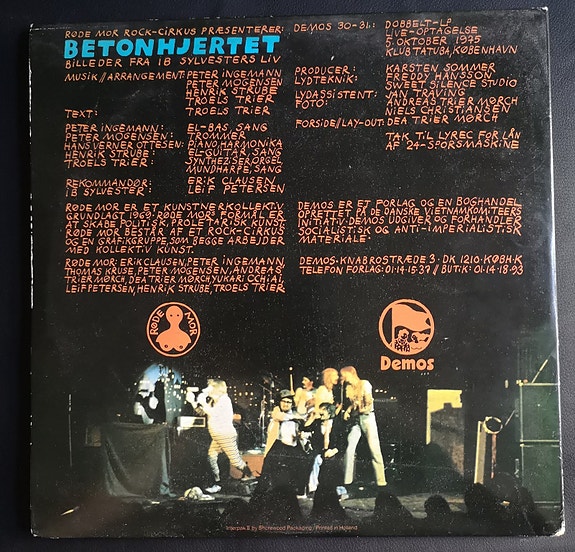 RØDE MOR ROCK-CIRKUS PRÆSENTERER:
BETONHJERTET
BILLEDER FRA IB SYLVESTERS LIV
MUSIK//ARRANGEMENT: PETER INGEMANN
PETER MOGENSEN
HENRIK STRUBE
TROELS TRIER
TEXT: TROELS TRIER
PETER INGEMANN: EL-BAS, SANG
PETER MOGENSEN: TROMMER
HANS VERNER OTTESEN: PIANO, HARMONIKA
HENRIK STRUBE: EL-GUITAR, SANG
TROELS TRIER: SYNTHEZISER, ORGEL
MUNDHARPE, SANG
REKOMMANDØR: ERIK CLAUSEN
IB SYLVESTER: LEIF PETERSEN
RØDE MOR ER ET KUNSTNERKOLLEKTIV
GRUNDLAGT 1969. RØDE MORS FORMÅL ER
AT SKABE POLITISK, PROLETARISK KUNST.
RØDE MOR BESTÅR AF ET ROCK-CIRKUS
OG EN GRAFIKGRUPPE, SOM BEGGE ARBEJDER
MED KOLLEKTIV KUNST.
RØDE MOR: ERIK CLAUSEN, PETER INGEMANN,
THOMAS KRUSE, PETER MOGENSEN, ANDREAS
TRIER MØRCH, DEA TRIER MØRCH, YUKARI OCHIAI,
LEIF PETERSEN, HENRIK STRUBE, TROELS TRIER
DEMOS 30-31: DOBBELT-LP
LIVE-OPTAGELSE
5. OKTOBER 1975
KLUB TATUBA, KØBENHAVN
PRODUCER: KARSTEN SOMMER
LYDTEKNIK: FREDDY HANSSON
SWEET SILENCE STUDIO
LYDASSISTENT: JAN TRÅVING
FOTO: ANDREAS TRIER MØRCH
NIELS CHRISTIANSEN
FORSIDE//LAY-OUT: DEA TRIER MØRCH
TAK TIL LYREC FOR LÅN
AF 24-SPORSMASKINE
DEMOS ER ET FORLAG OG EN BOGHANDEL
OPRETTET PÅ DE DANSKE VIETNAMKOMITEERS
INITIATIV. DEMOS UDGIVER OG FORHANDLER
SOCIALISTISK OG ANTI-IMPERIALISTISK
MATERIALE.
DEMOS. KNABROSTRÆDE 3. DK 1210. KØBH.K
TELEFON FORLAG: 01-14-15-37 // BUTIK: 01-14-18-93
RØDE MOR
Demos
Interpak ® by Shorewood Packaging / Printed in Holland